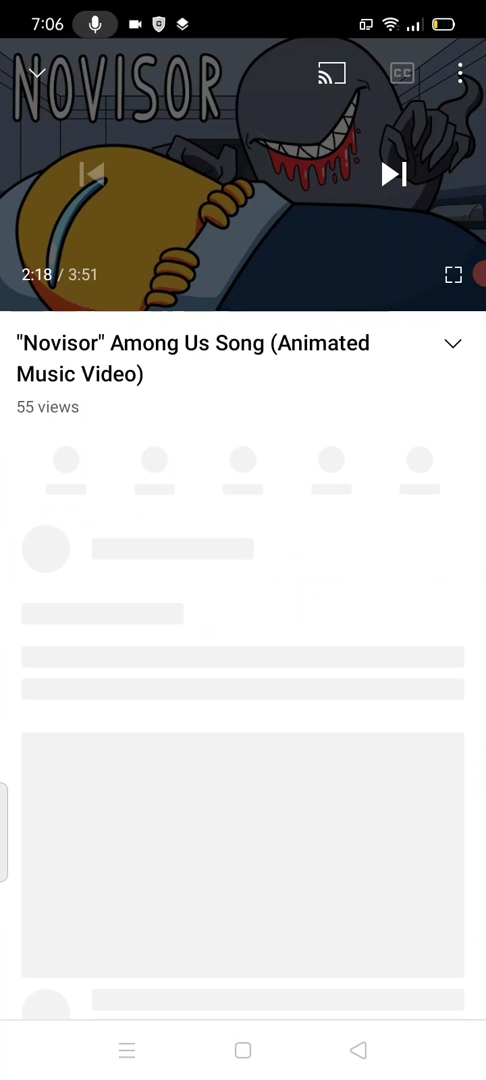 7:06
NOVISOR
CC
2:18 / 3:51
"Novisor" Among Us Song (Animated
Music Video)
55 views